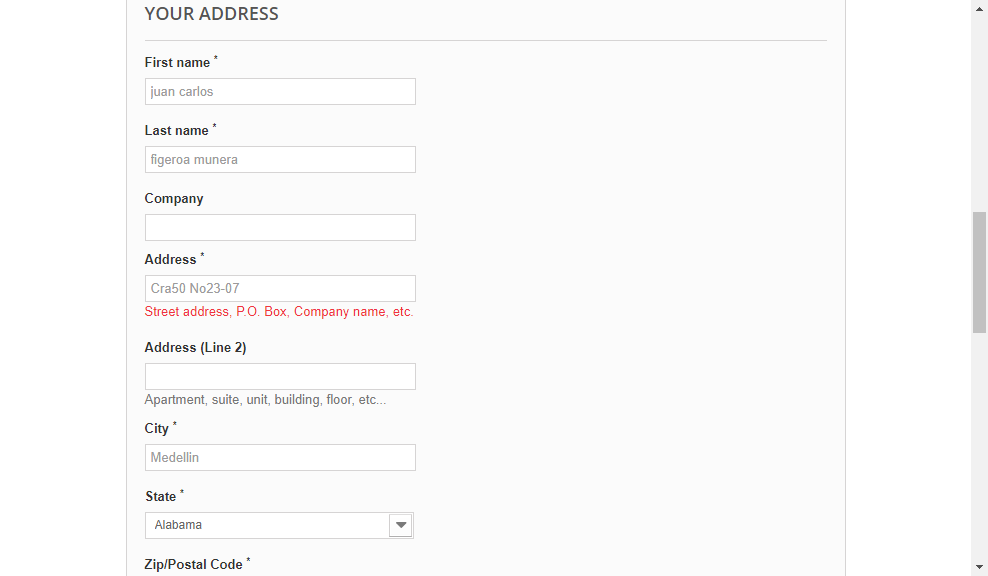 YOUR ADDRESS
First name *
juan carlos
Last name *
figeroa munera
Company
Address *
Cra50 No23-07
Street address, P.O. Box, Company name, etc.
Address (Line 2)
Apartment, suite, unit, building, floor, etc...
City *
Medellin
State *
Alabama
Zip/Postal Code *